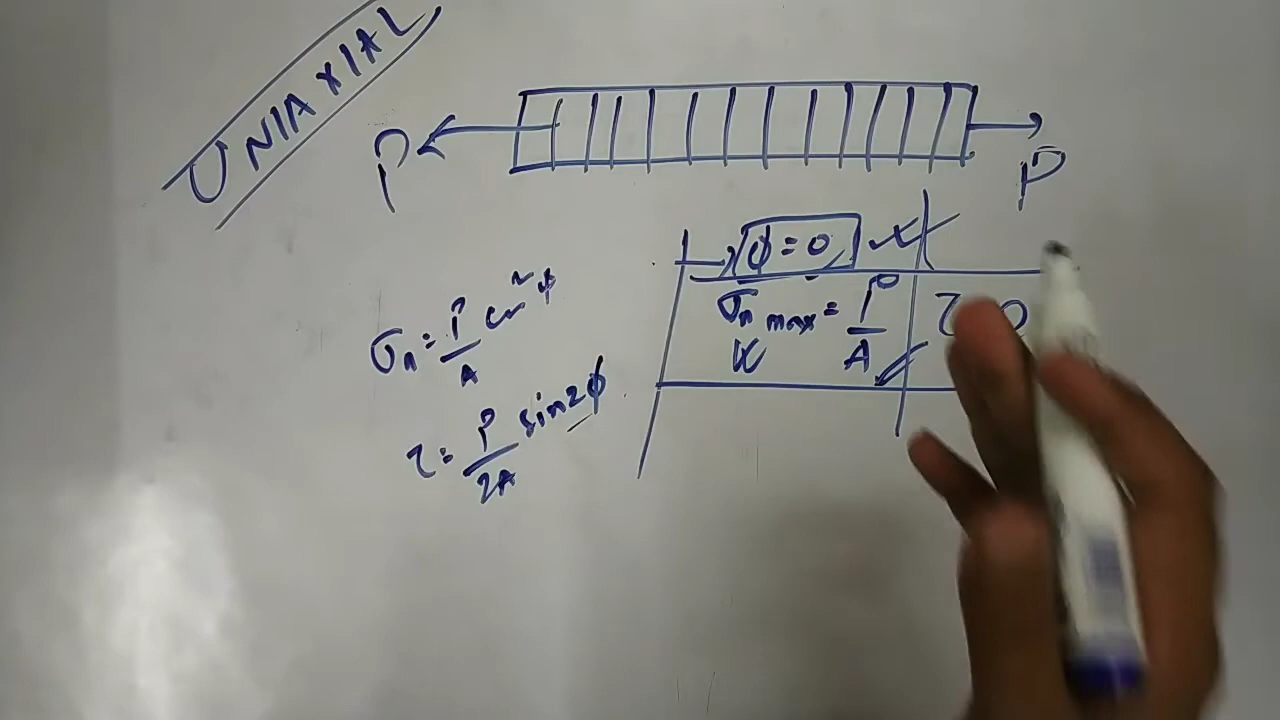 UNIAXIAL
P
P
ϕ = 0
σn = P/A cos²ϕ
σn max = P/A
τ = P/2A sin2ϕ